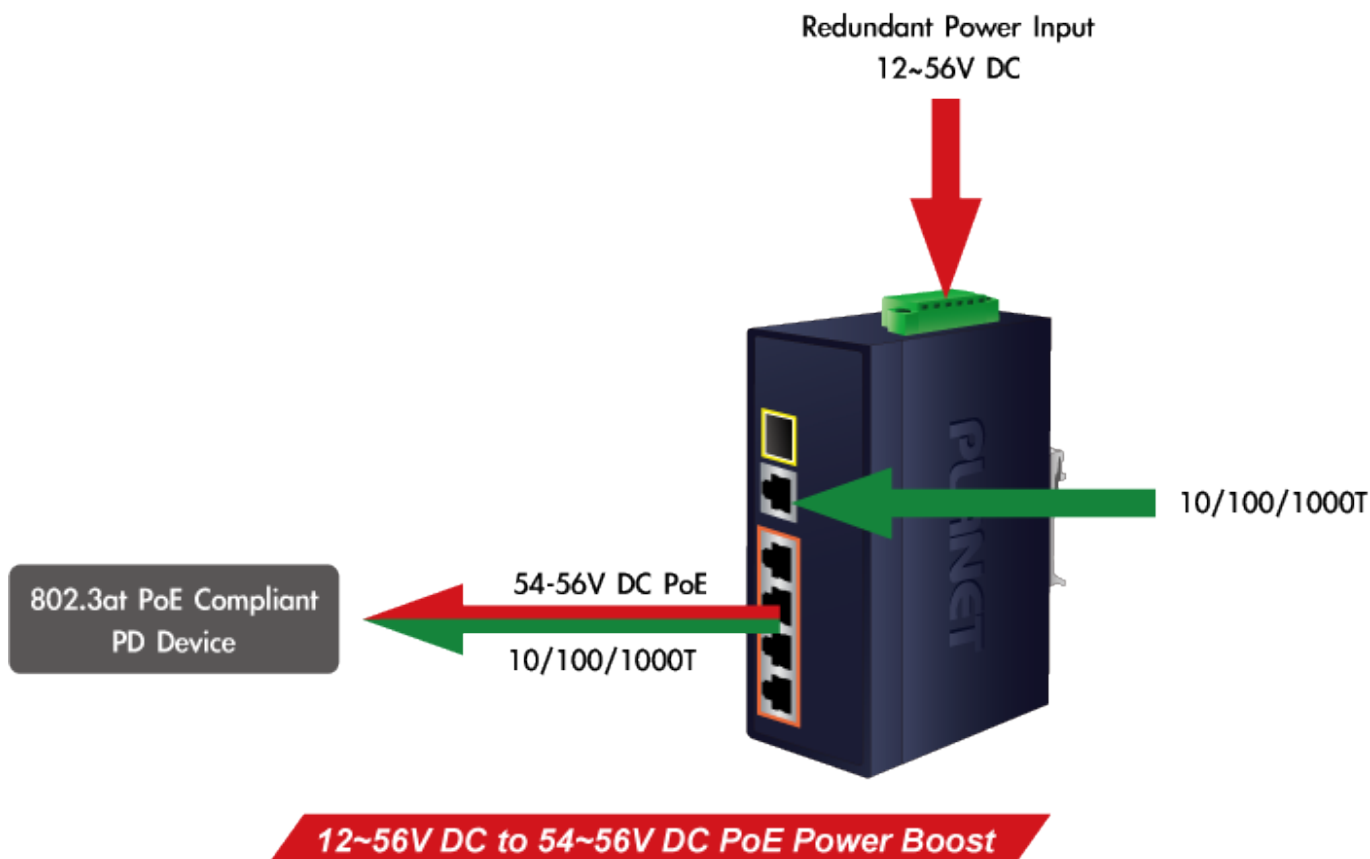 Redundant Power Input
12~56V DC
PLANET
10/100/1000T
54-56V DC PoE
802.3at PoE Compliant
PD Device
10/100/1000T
12~56V DC to 54~56V DC PoE Power Boost